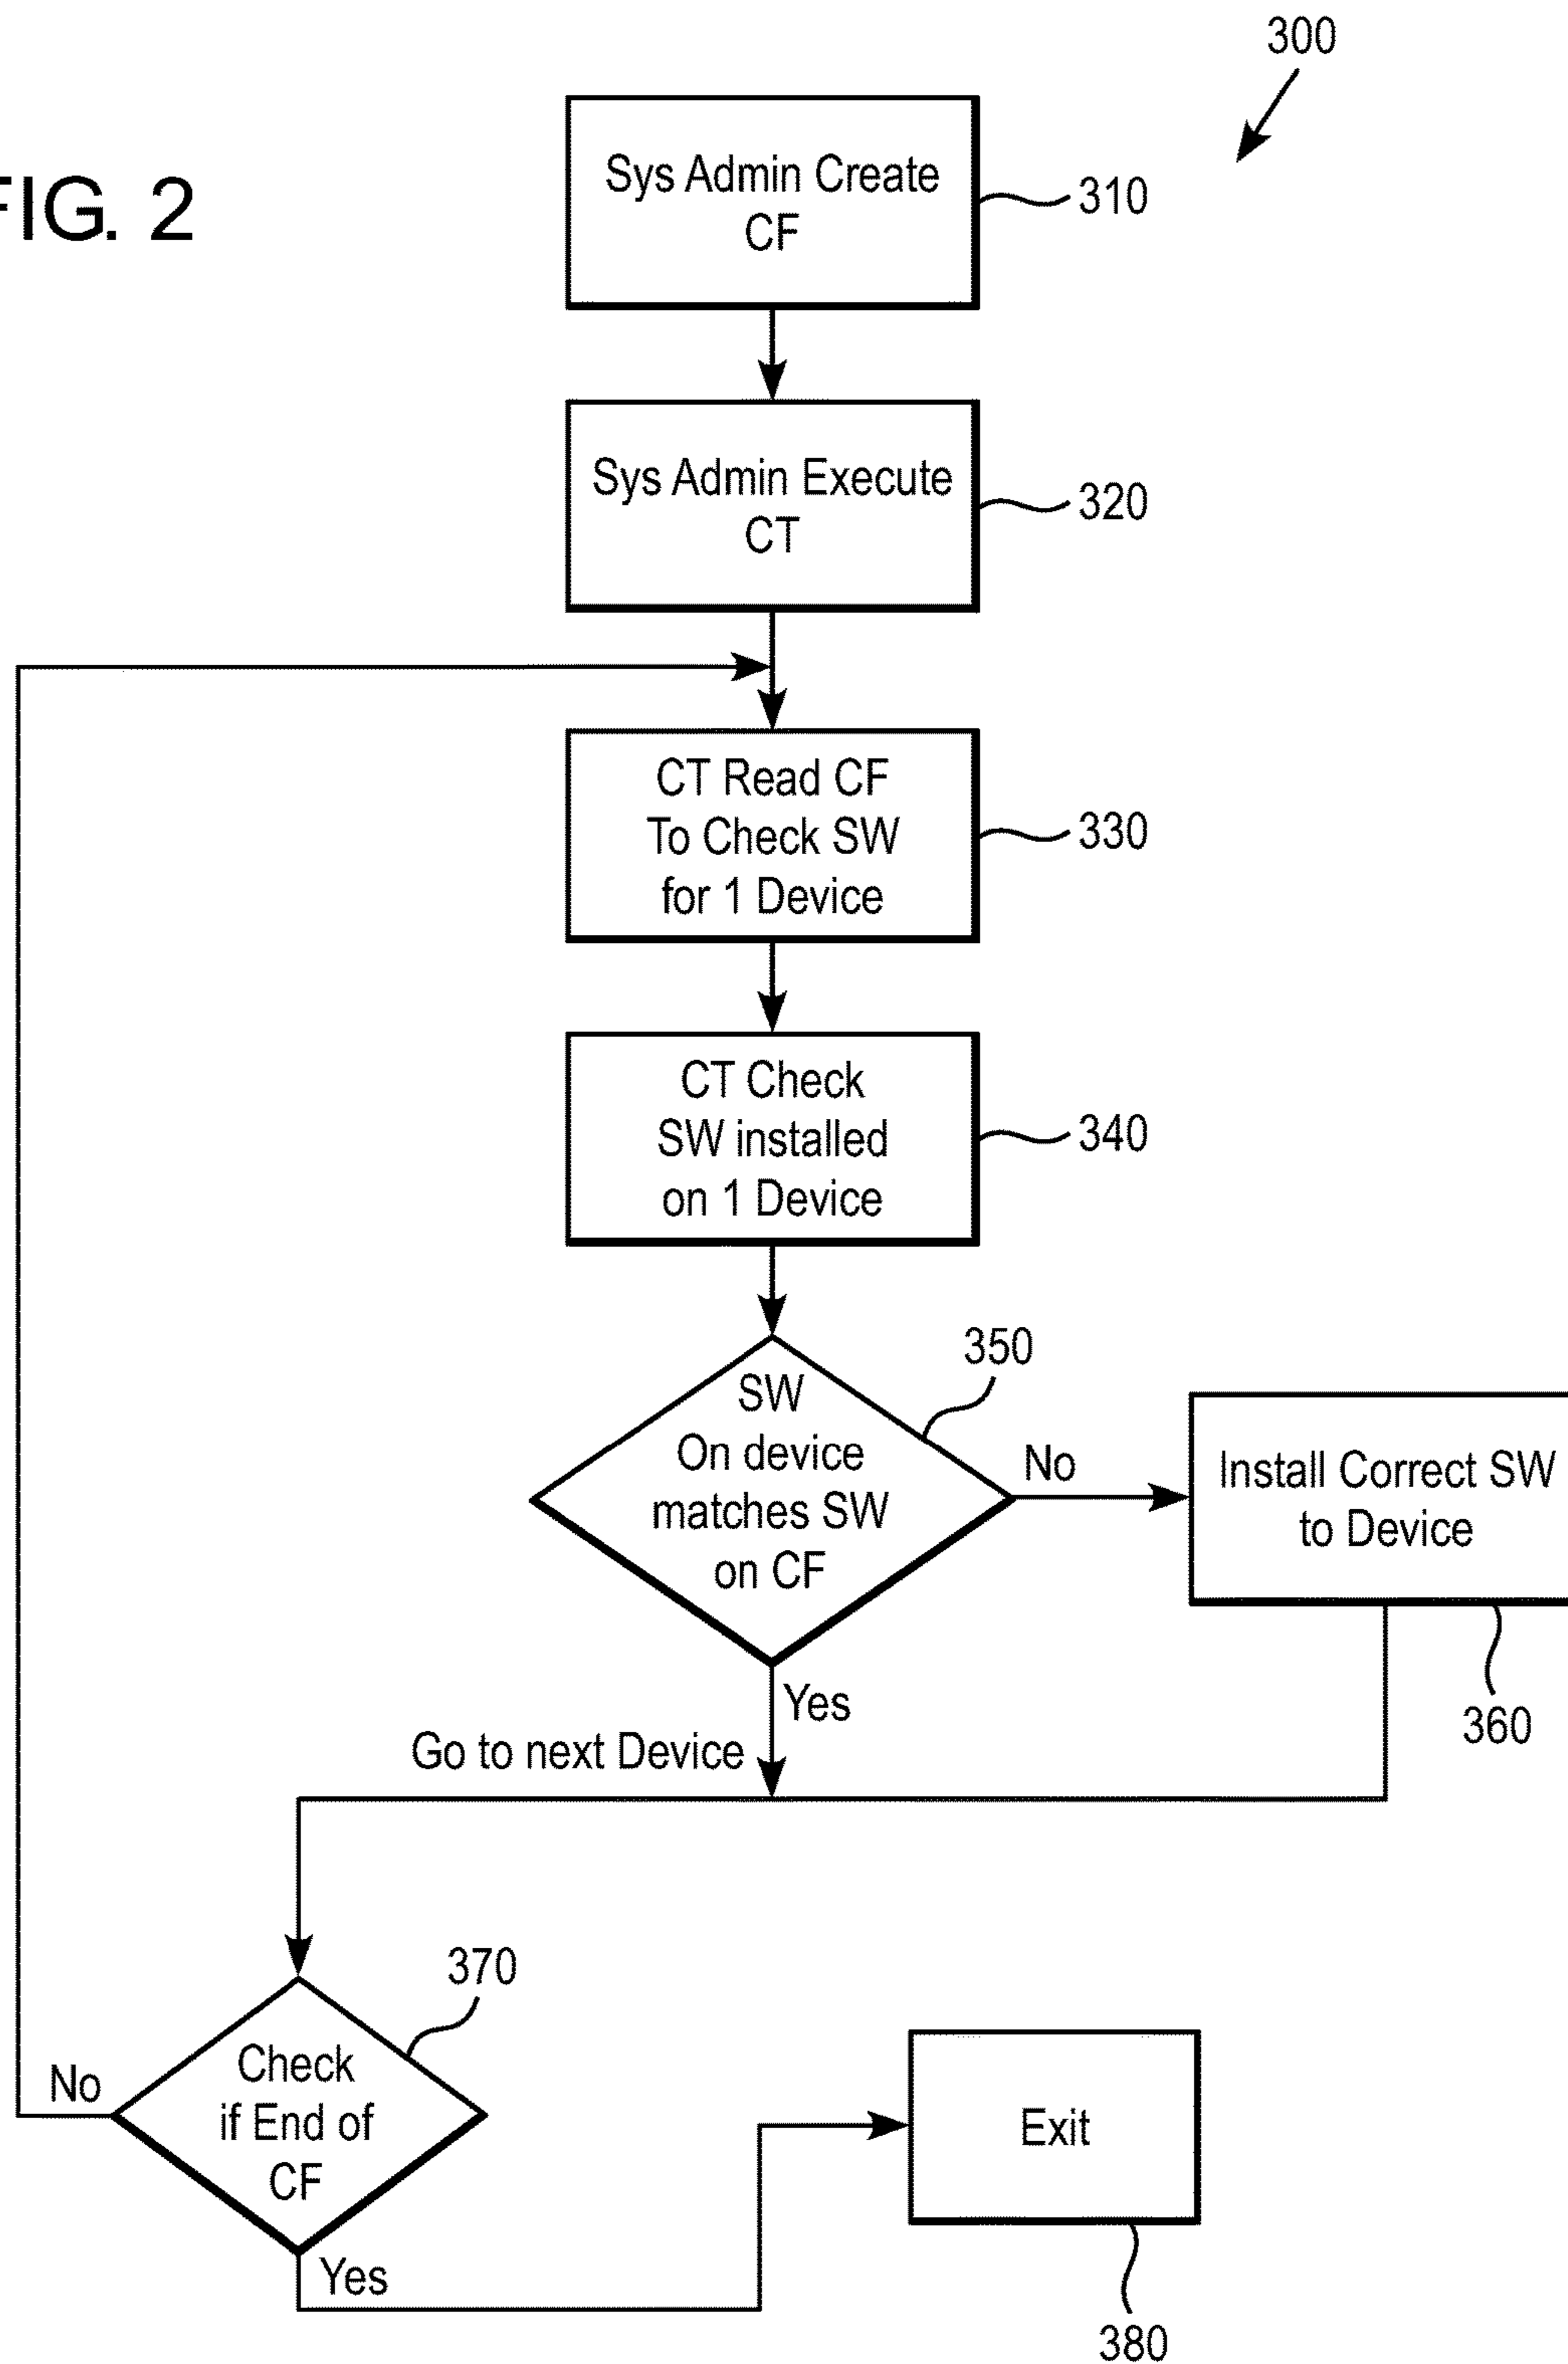 300
FIG. 2
Sys Admin Create
CF
310
Sys Admin Execute
CT
320
CT Read CF
To Check SW
for 1 Device
330
CT Check
SW installed
on 1 Device
340
350
SW
On device
matches SW
on CF
No
Install Correct SW
to Device
360
Yes
Go to next Device
370
Check
if End of
CF
No
Yes
Exit
380